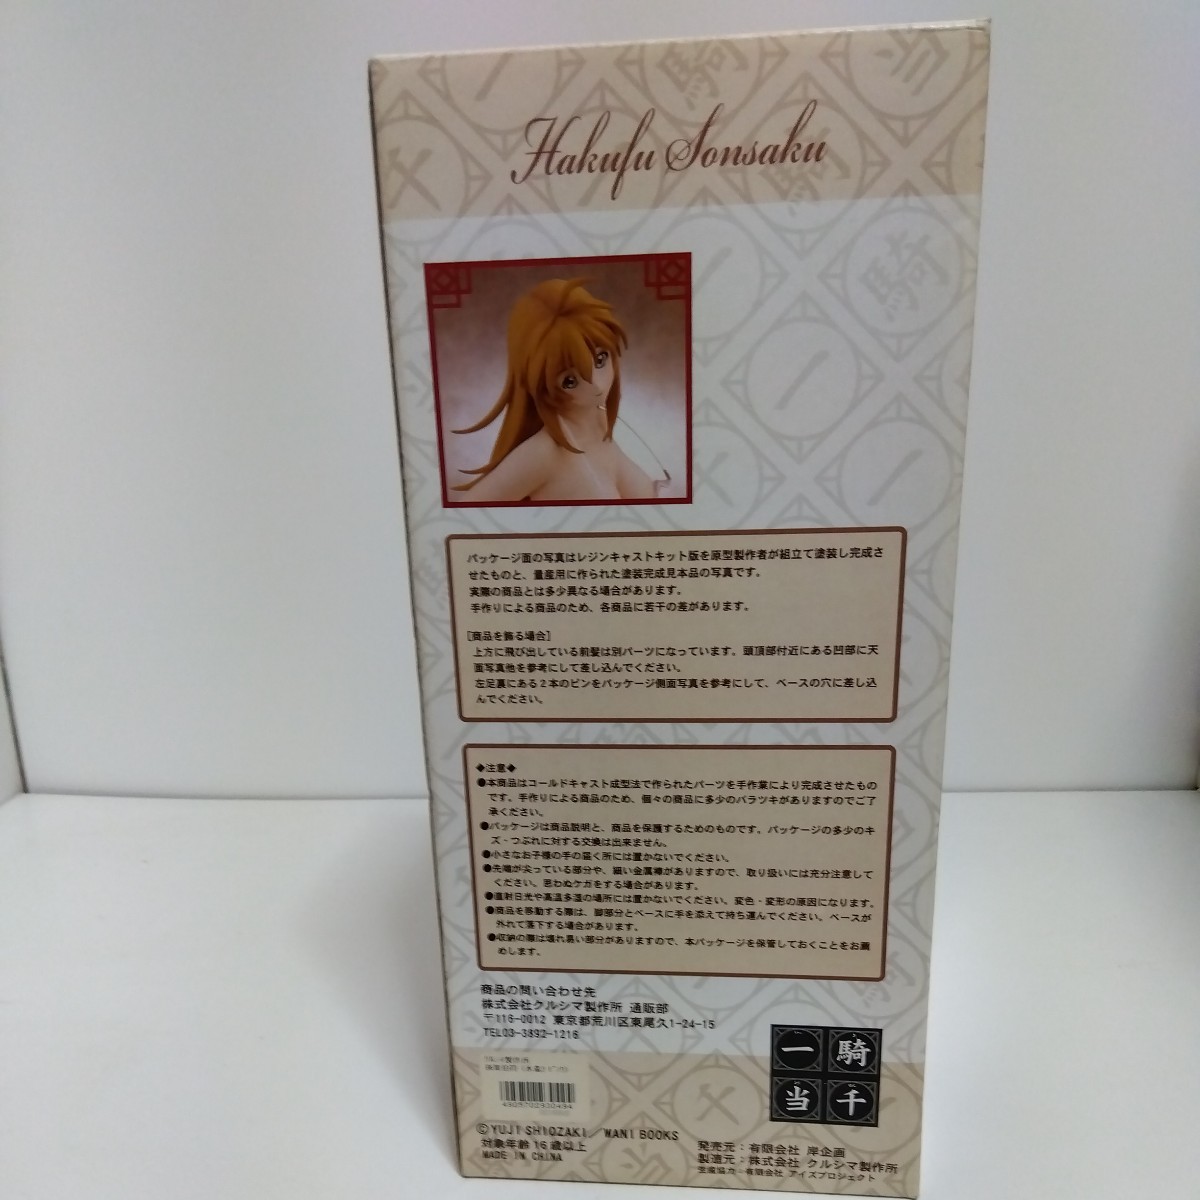 Hakufu Sonsaku
パッケージ面の写真はレジンキャストキット版を原型製作者が組立て塗装し完成さ
せたものと、量産用に作られた塗装完成見本品の写真です。
実際の商品とは多少異なる場合があります。
手作りによる商品のため、各商品に若干の差があります。
[商品を飾る場合]
上方に飛び出している前髪は別パーツになっています。頭頂部付近にある凹部に天
面写真他を参考にして差し込んでください。
左足裏にある2本のピンをパッケージ側面写真を参考にして、ベースの穴に差し込
んでください。
◆注意◆
●本商品はコールドキャスト成型法で作られたパーツを手作業により完成させたもの
です。手作りによる商品のため、個々の商品に多少のバラツキがありますのでご了
承ください。
●パッケージは商品説明と、商品を保護するためのものです。パッケージの多少のキ
ズ・つぶれに対する交換は出来ません。
●小さなお子様の手の届く所には置かないでください。
●先端が尖っている部分や、細い金属棒がありますので、取り扱いには充分注意して
ください。思わぬケガをする場合があります。
●直射日光や高温多湿の場所には置かないでください。変色・変形の原因になります。
●商品を移動する際は、脚部分とベースに手を添えて持ち運んでください。ベースが
外れて落下する場合があります。
●収納の際は壊れ易い部分がありますので、本パッケージを保管しておくことをお薦
めします。
商品の問い合わせ先
株式会社クルシマ製作所 通販部
〒116-0012 東京都荒川区東尾久1-24-15
TEL03-3892-1216
一騎
当千
4905702300494
©YUJI SHIOZAKI／WANI BOOKS
対象年齢16歳以上
MADE IN CHINA
発売元：有限会社 岸企画
製造元：株式会社 クルシマ製作所
生産協力：有限会社 アイズプロジェクト